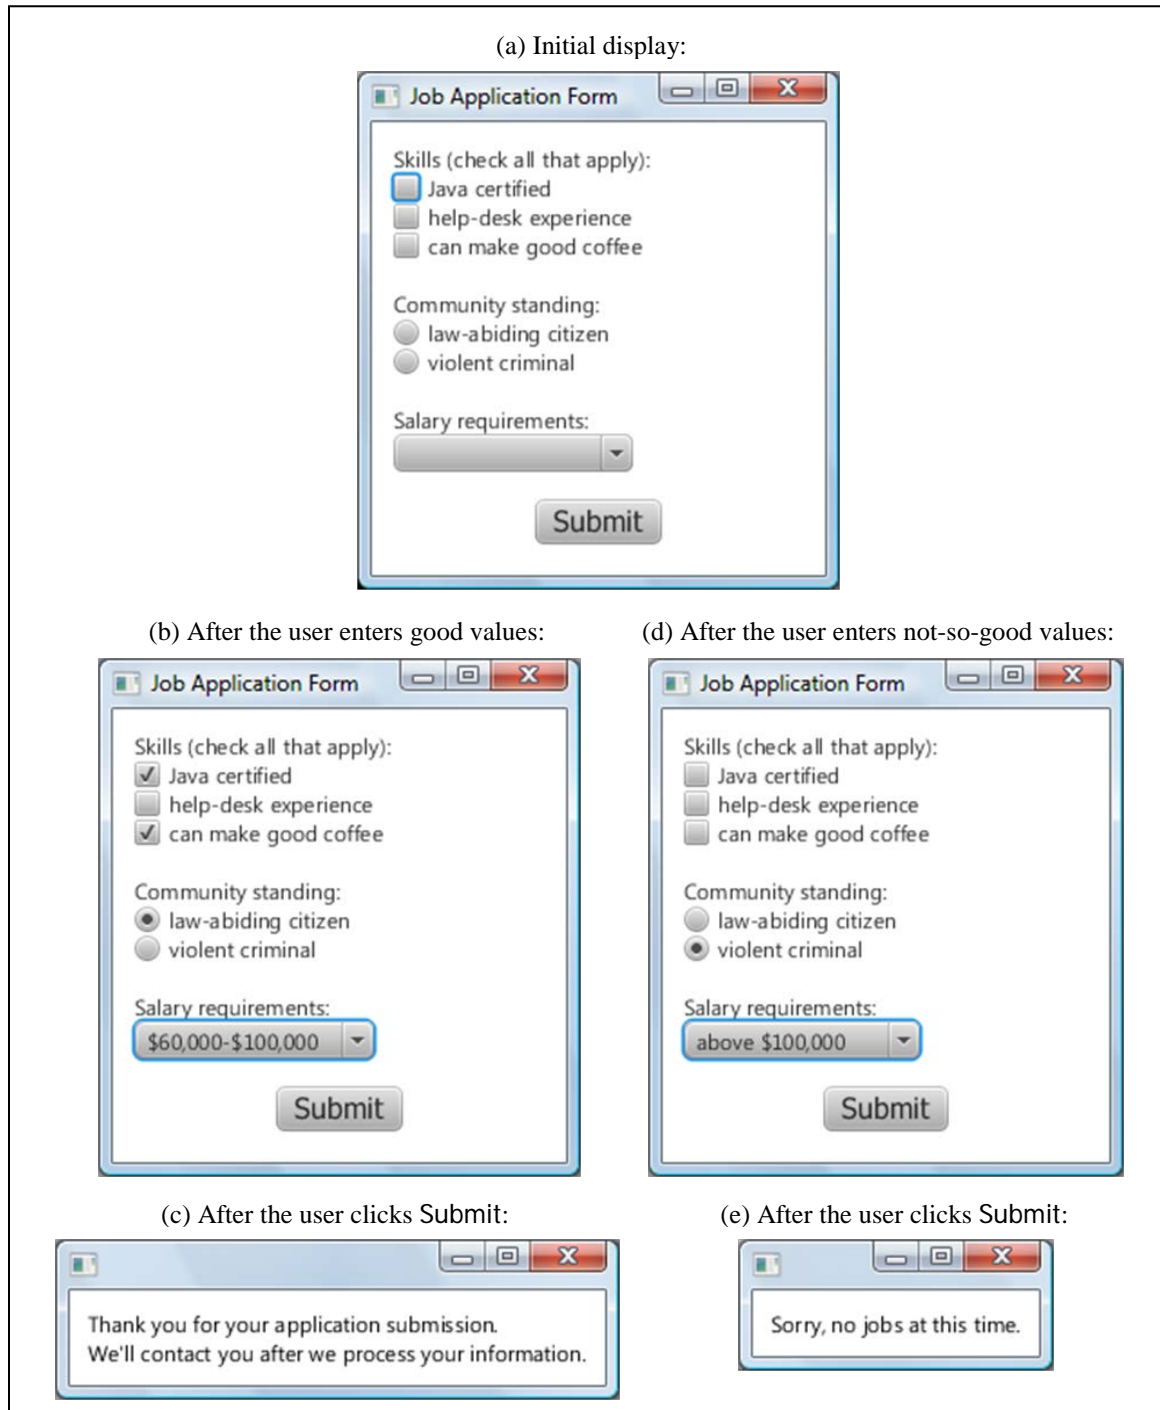 (a) Initial display:
Job Application Form
Skills (check all that apply):
Java certified
help-desk experience
can make good coffee
Community standing:
law-abiding citizen
violent criminal
Salary requirements:
Submit
(b) After the user enters good values:
Job Application Form
Skills (check all that apply):
Java certified
help-desk experience
can make good coffee
Community standing:
law-abiding citizen
violent criminal
Salary requirements:
$60,000-$100,000
Submit
(c) After the user clicks Submit:
Thank you for your application submission.
We'll contact you after we process your information.
(d) After the user enters not-so-good values:
Job Application Form
Skills (check all that apply):
Java certified
help-desk experience
can make good coffee
Community standing:
law-abiding citizen
violent criminal
Salary requirements:
above $100,000
Submit
(e) After the user clicks Submit:
Sorry, no jobs at this time.